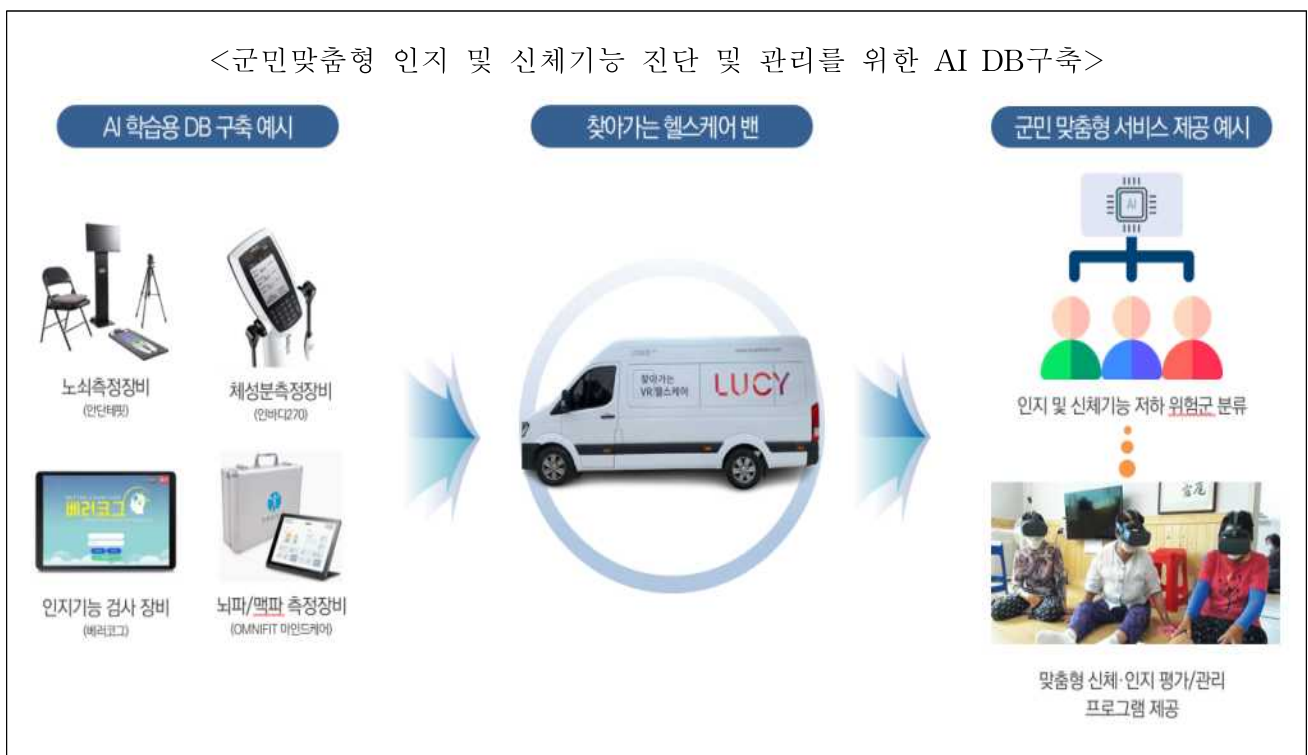 <군민맞춤형 인지 및 신체기능 진단 및 관리를 위한 AI DB구축>
AI 학습용 DB 구축 예시
찾아가는 헬스케어 밴
군민 맞춤형 서비스 제공 예시
노쇠측정장비
(안단테핏)
체성분측정장비
(인바디270)
베러코그
인지기능 검사 장비
(베러코그)
뇌파/맥파 측정장비
(OMNIFIT 마인드케어)
찾아가는
VR헬스케어
LUCY
AI
인지 및 신체기능 저하 위험군 분류
맞춤형 신체·인지 평가/관리
프로그램 제공